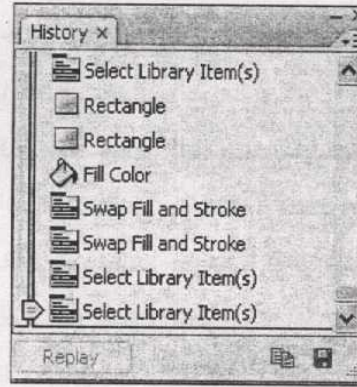 History ×
Select Library Item(s)
Rectangle
Rectangle
Fill Color
Swap Fill and Stroke
Swap Fill and Stroke
Select Library Item(s)
Select Library Item(s)
Replay